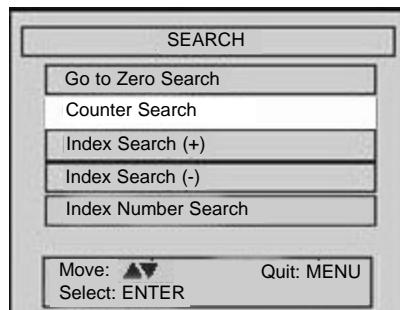 SEARCH
Go to Zero Search
Counter Search
Index Search (+)
Index Search (-)
Index Number Search
Move: ▲▼ Quit: MENU
Select: ENTER